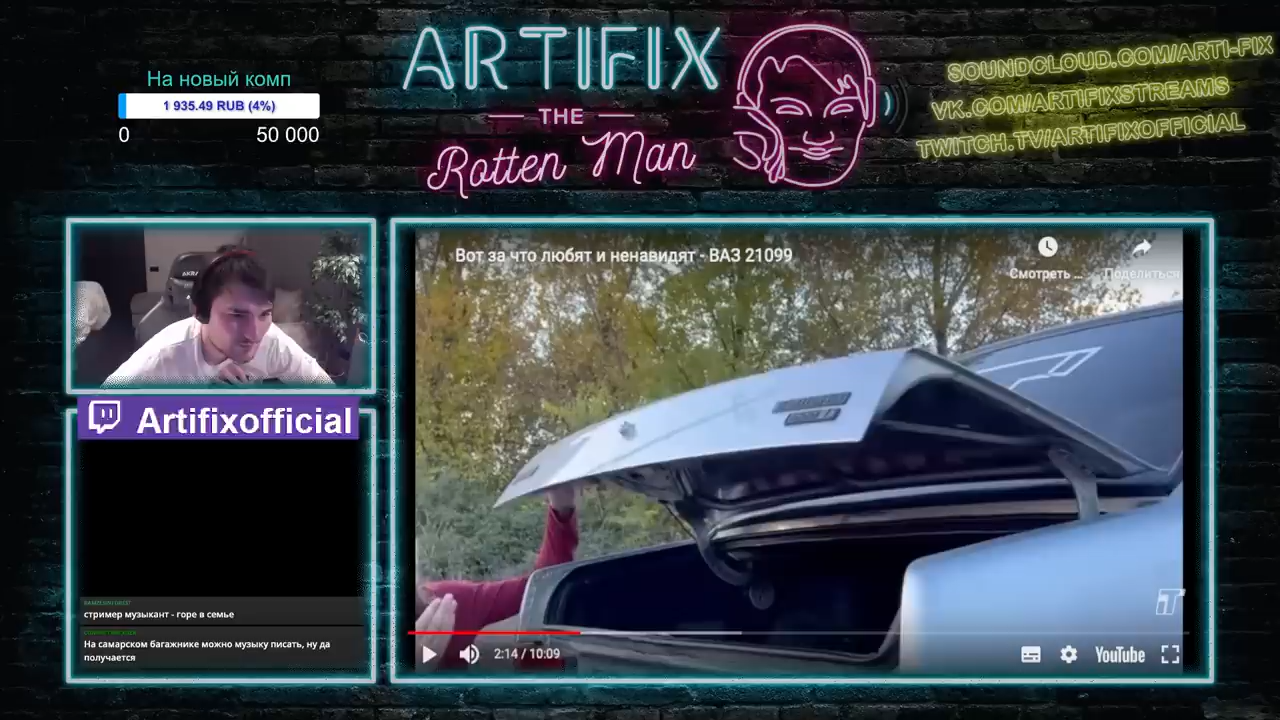 На новый комп
1 935.49 RUB (4%)
0
50 000
ARTIFIX
THE
Rotten Man
SOUNDCLOUD.COM/ARTI-FIX
VK.COM/ARTIFIXSTREAMS
TWITCH.TV/ARTIFIXOFFICIAL
Вот за что любят и ненавидят - ВАЗ 21099
Смотреть ...
Поделиться
Artifixofficial
стример музыкант - горе в семье
На самарском багажнике можно музыку писать, ну да
получается
2:14 / 10:09
YouTube